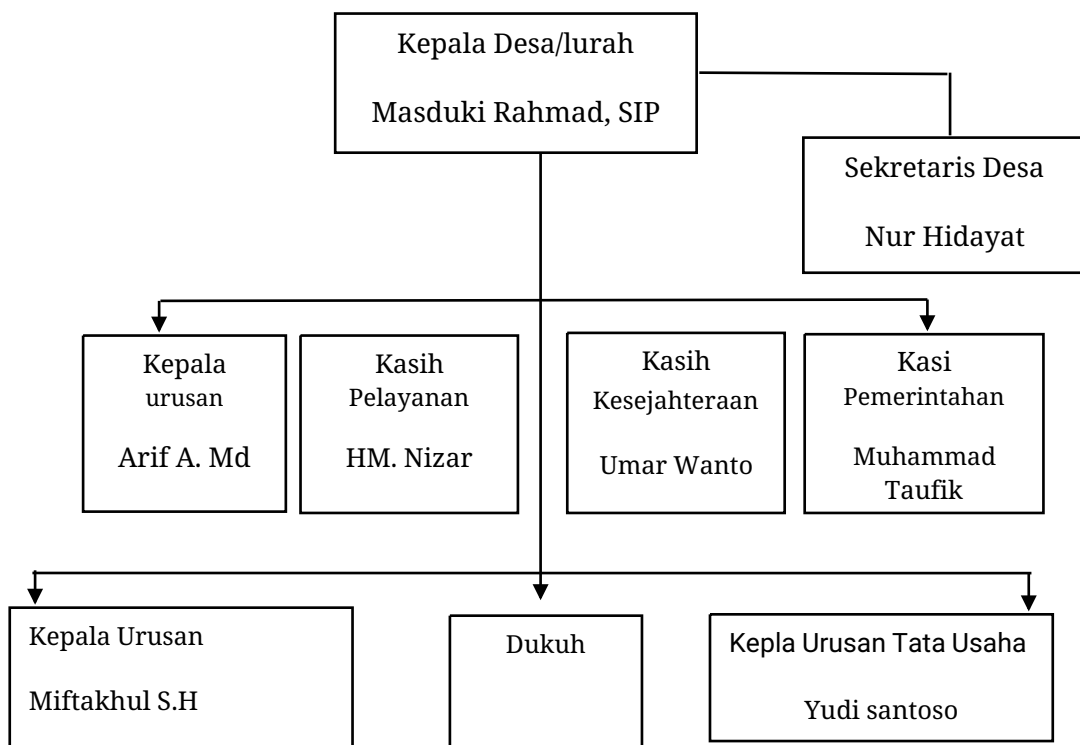 Kepala Desa/lurah
Masduki Rahmad, SIP
Sekretaris Desa
Nur Hidayat
Kepala
urusan
Arif A. Md
Kasih
Pelayanan
HM. Nizar
Kasih
Kesejahteraan
Umar Wanto
Kasi
Pemerintahan
Muhammad
Taufik
Kepala Urusan
Miftakhul S.H
Dukuh
Kepla Urusan Tata Usaha
Yudi santoso